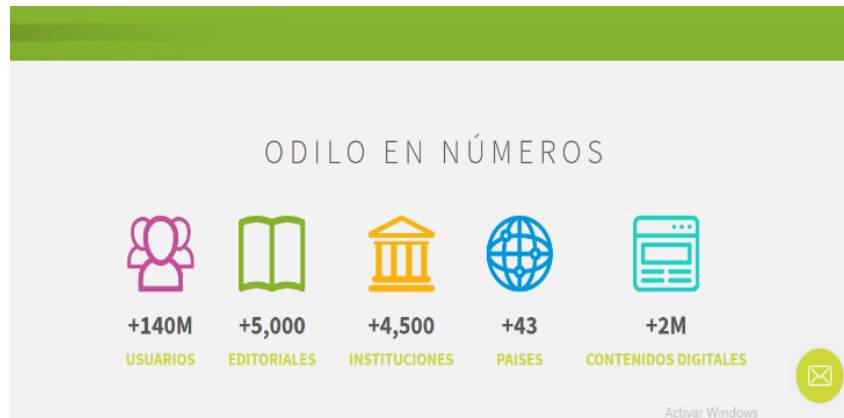 ODILO EN NÚMEROS
+140M +5,000 +4,500 +43 +2M
USUARIOS EDITORIALES INSTITUCIONES PAISES CONTENIDOS DIGITALES
Activar Windows